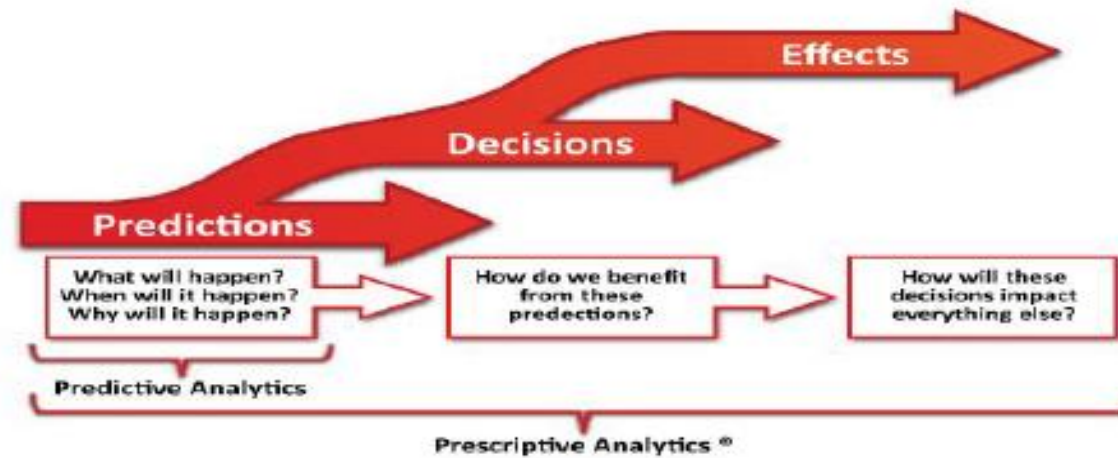 Effects
Decisions
Predictions
What will happen?
When will it happen?
Why will it happen?
How do we benefit
from these
predections?
How will these
decisions impact
everything else?
Predictive Analytics
Prescriptive Analytics ®